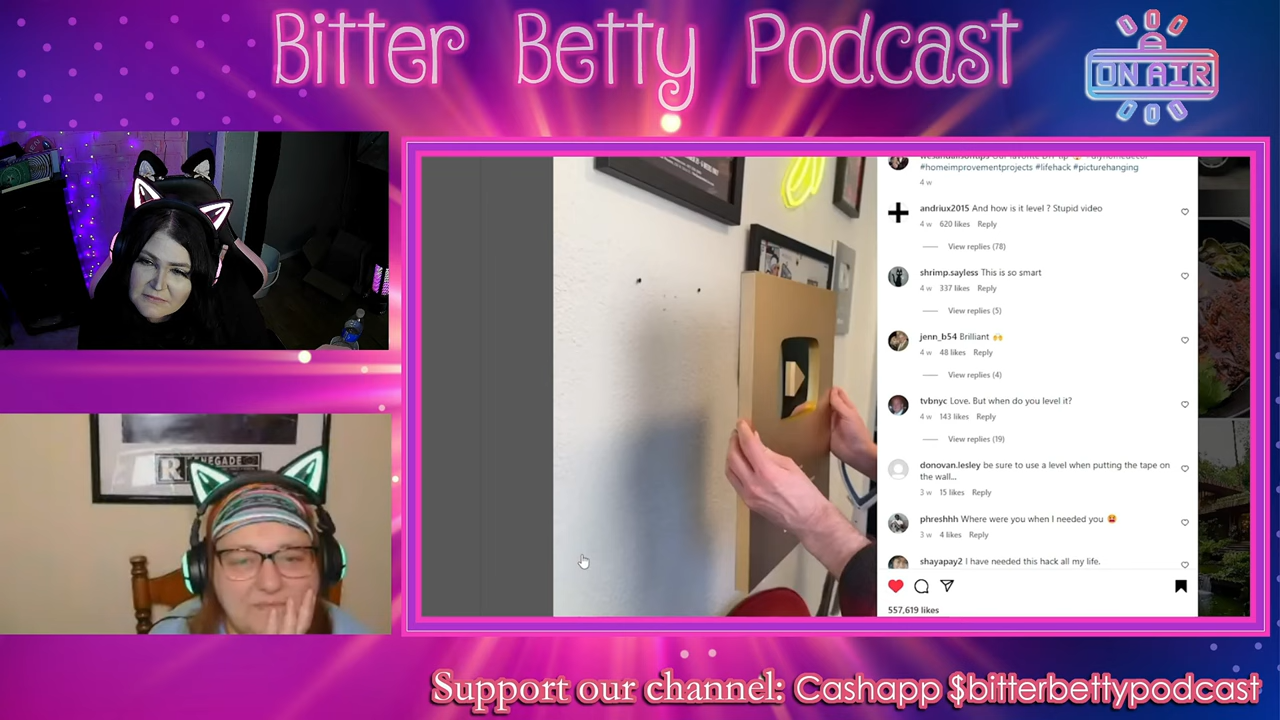 Bitter Betty Podcast
ON AIR
#homeimprovementprojects #lifehack #picturehanging
4 w
andriux2015 And how is it level ? Stupid video
4 w 620 likes Reply
View replies (78)
shrimp.sayless This is so smart
4 w 337 likes Reply
View replies (5)
jenn_b54 Brilliant 🙌
4 w 48 likes Reply
View replies (4)
tvbnyc Love. But when do you level it?
4 w 143 likes Reply
View replies (19)
donovan.lesley be sure to use a level when putting the tape on
the wall...
3 w 15 likes Reply
phreshhh Where were you when I needed you 🤩
3 w 4 likes Reply
shayapay2 I have needed this hack all my life.
557,619 likes
R ENEGADE
Support our channel: Cashapp $bitterbettypodcast